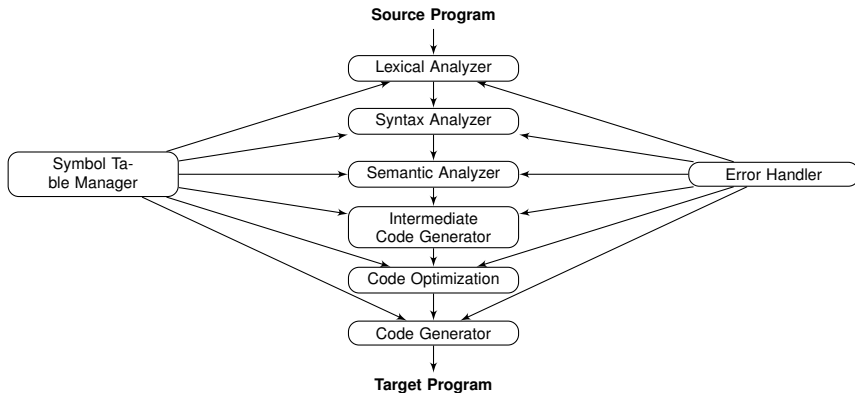 Source Program
Lexical Analyzer
Syntax Analyzer
Symbol Ta-
ble Manager
Semantic Analyzer
Error Handler
Intermediate
Code Generator
Code Optimization
Code Generator
Target Program